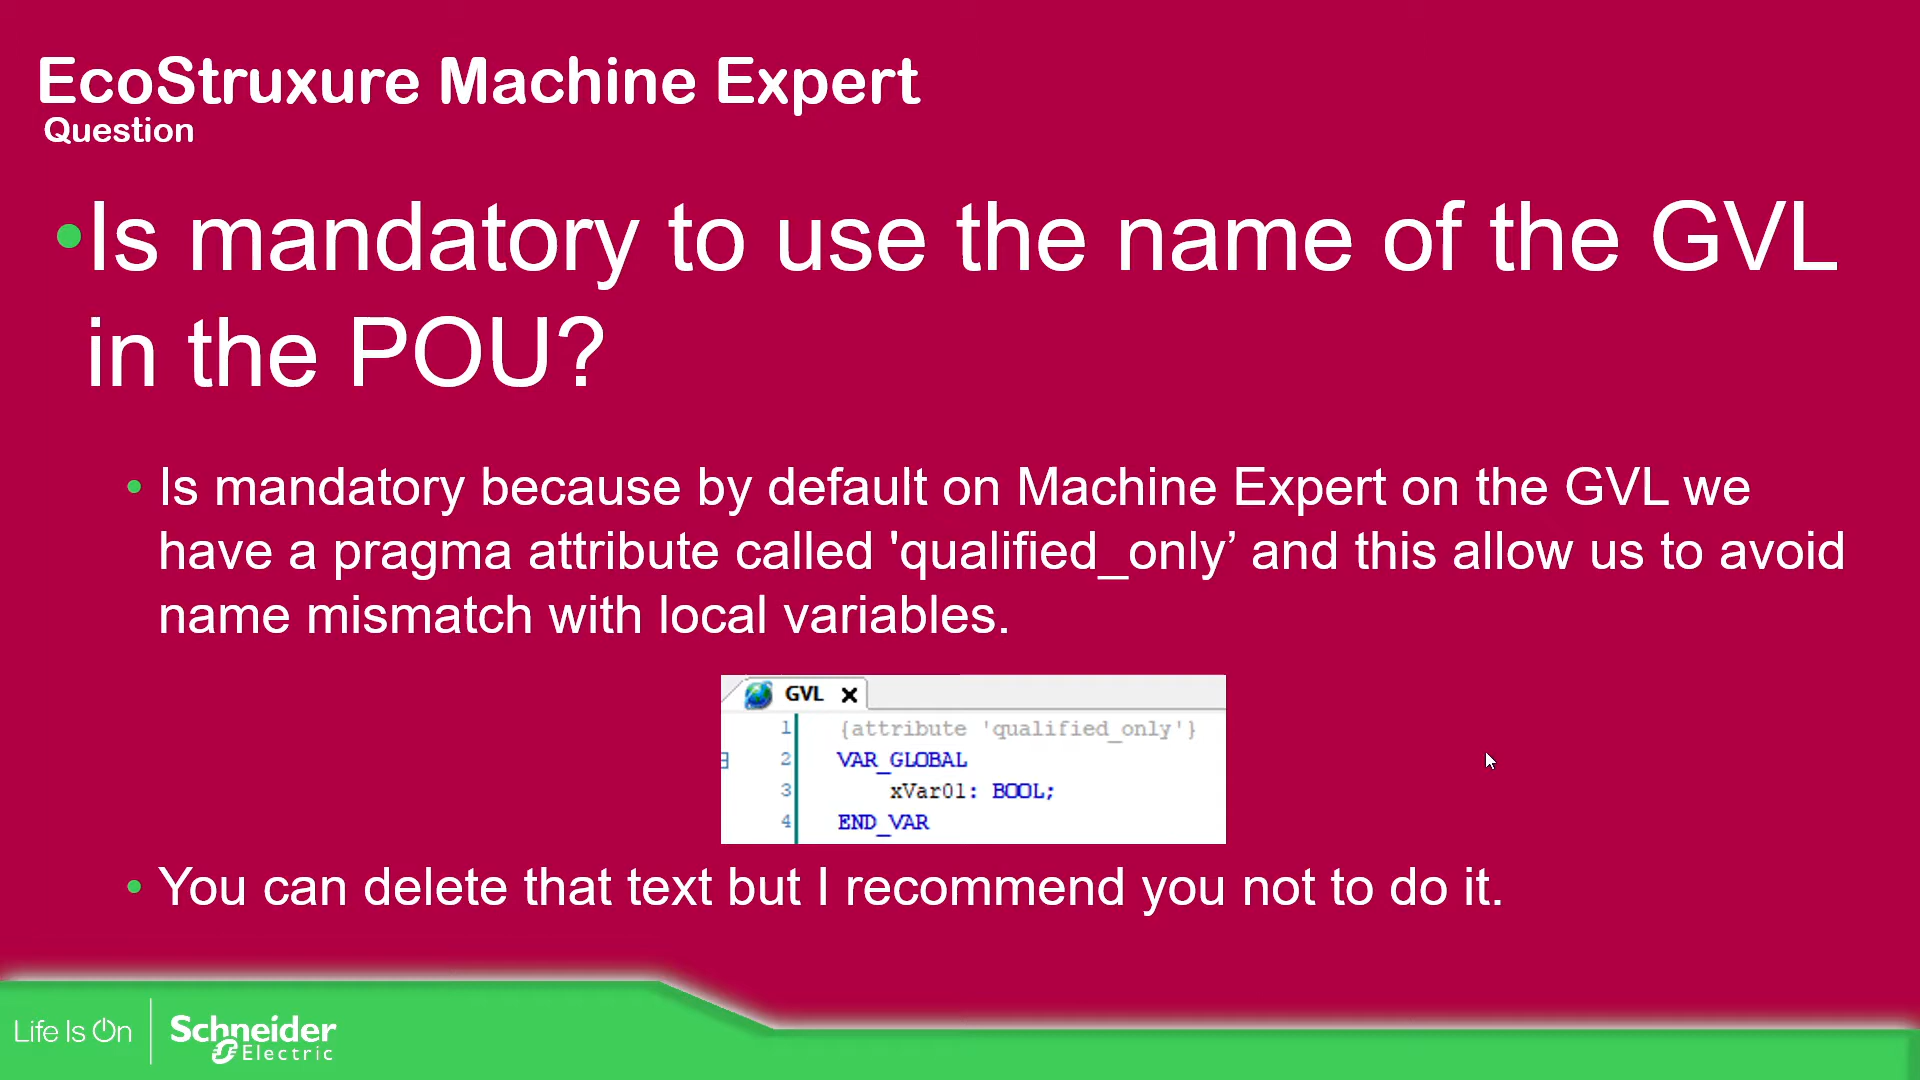 EcoStruxure Machine Expert
Question
•Is mandatory to use the name of the GVL
in the POU?
• Is mandatory because by default on Machine Expert on the GVL we
have a pragma attribute called 'qualified_only’ and this allow us to avoid
name mismatch with local variables.
GVL
1 {attribute 'qualified_only'}
2 VAR_GLOBAL
3 xVar01: BOOL;
4 END_VAR
• You can delete that text but I recommend you not to do it.
Life Is On
Schneider
Electric